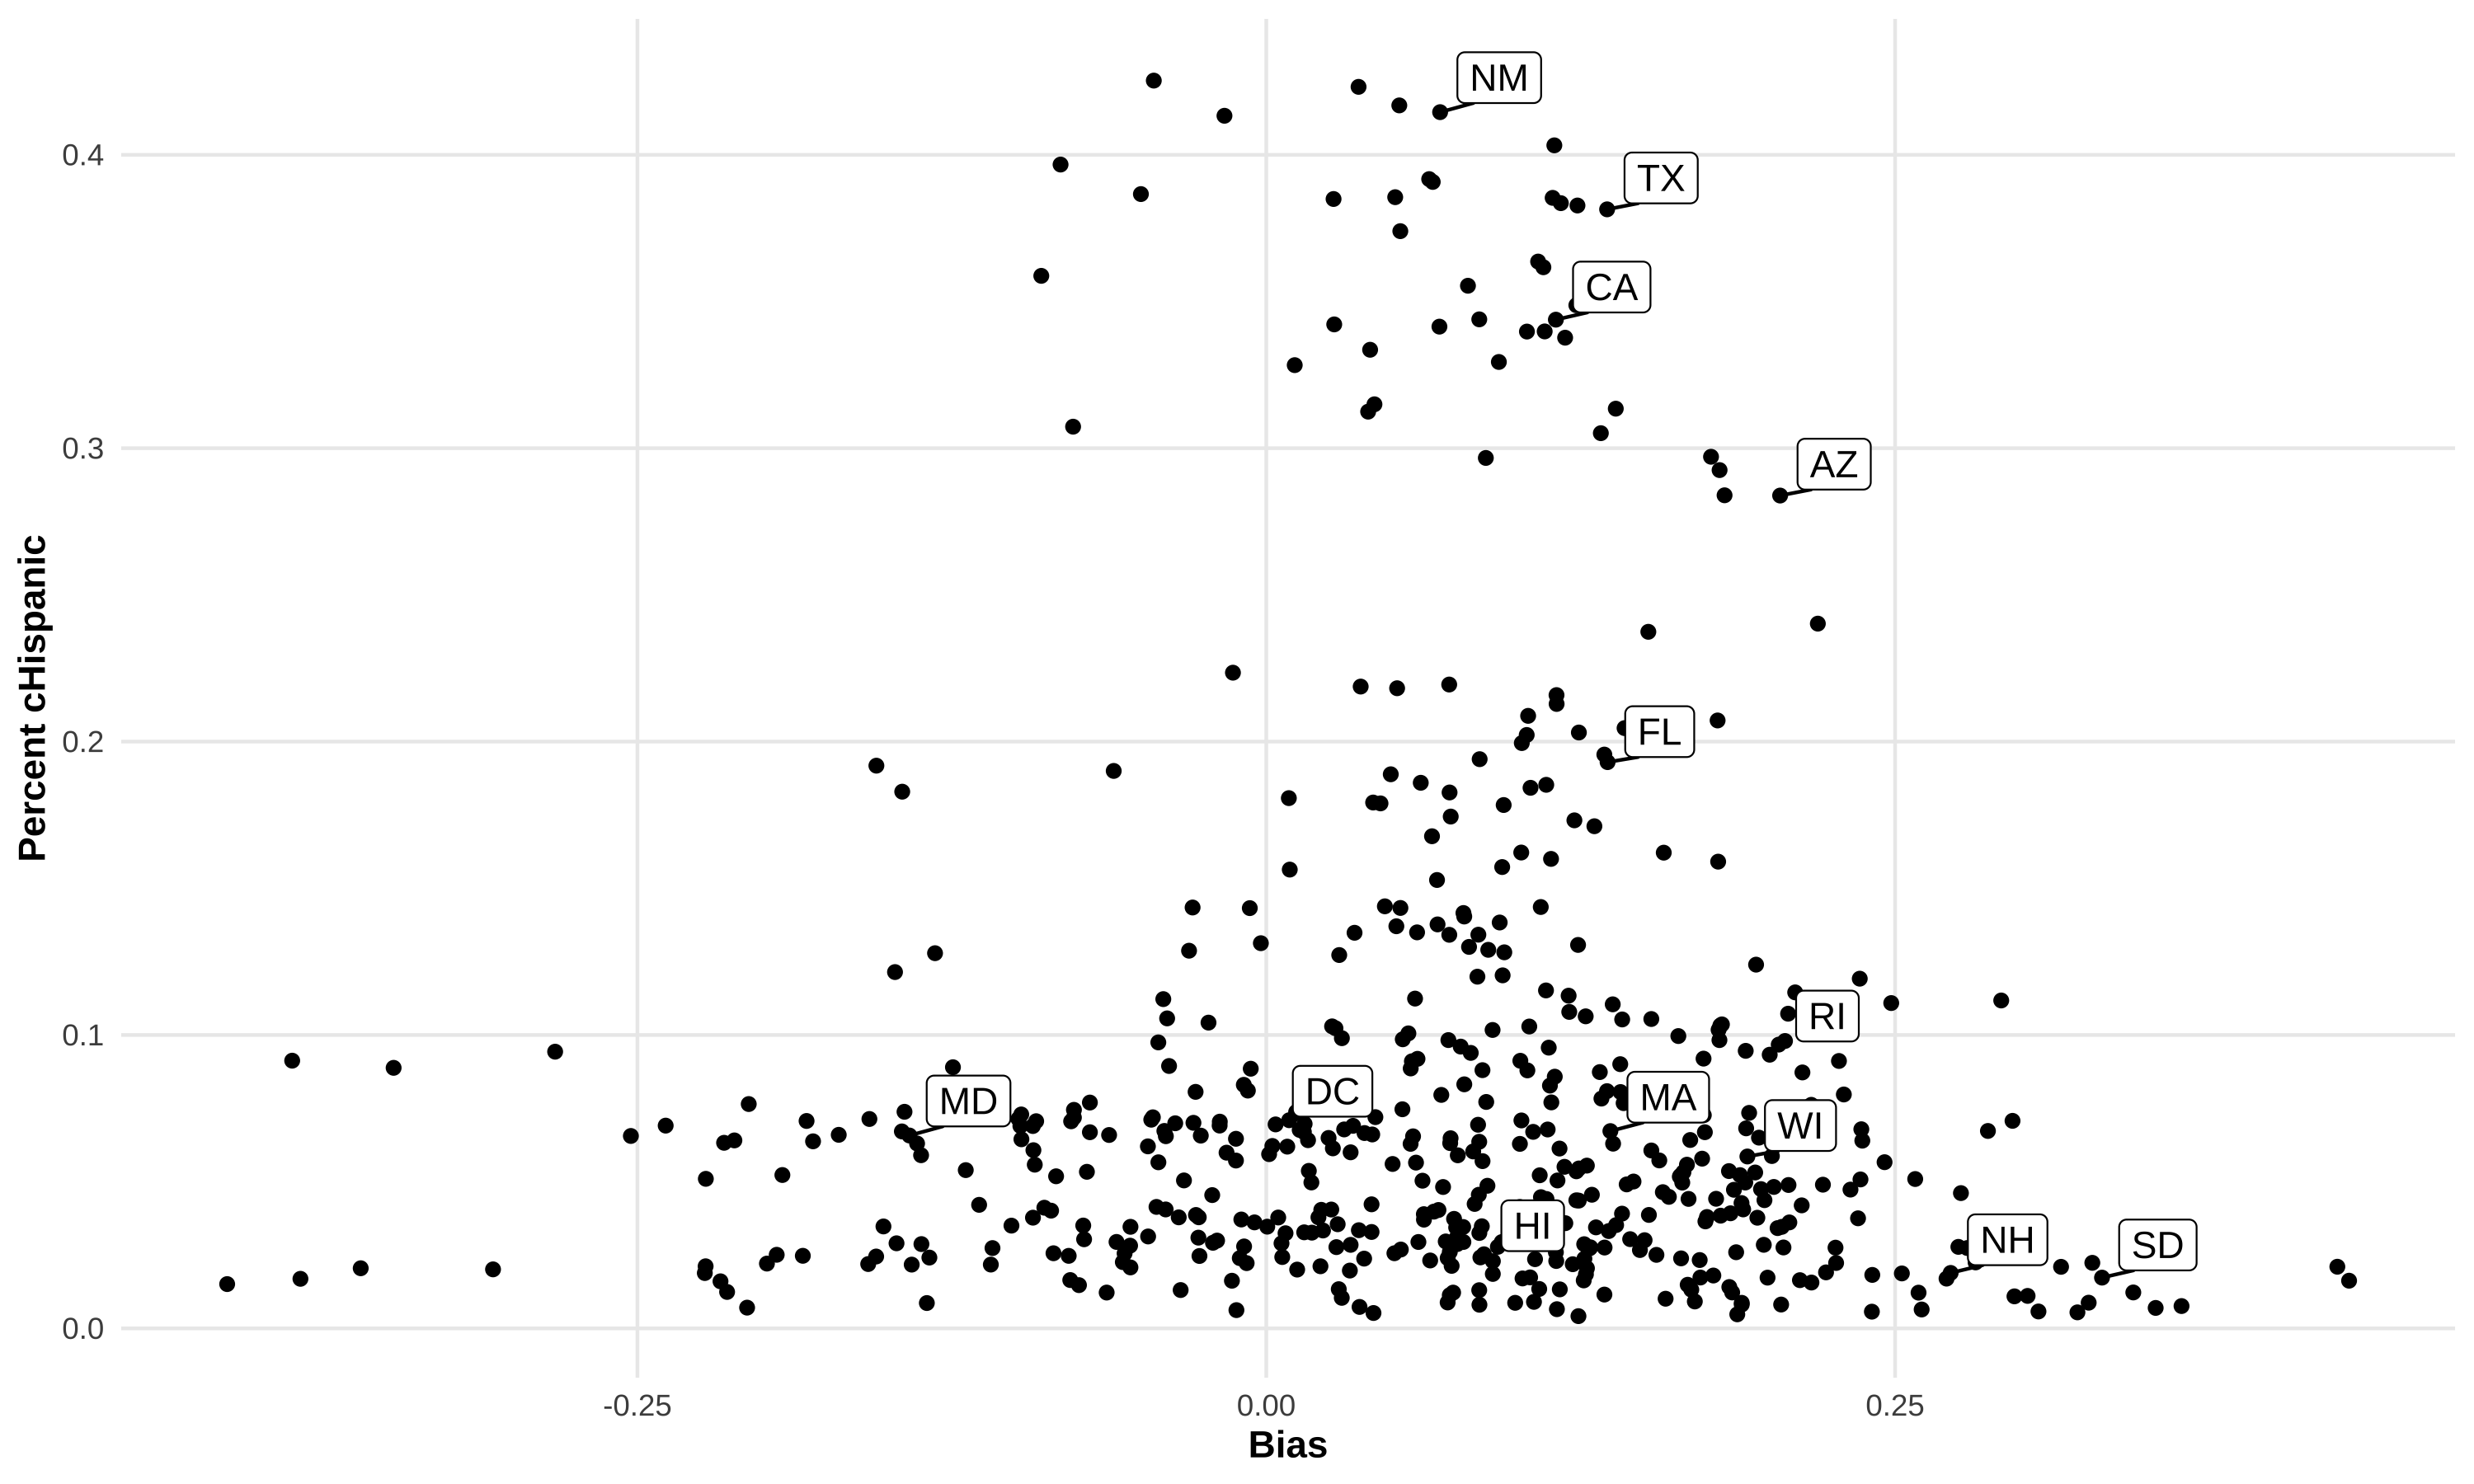 NM
TX
CA
AZ
FL
RI
DC
MD
MA
WI
HI
NH
SD
0.4
0.3
0.2
0.1
0.0
Percent cHispanic
-0.25
0.00
0.25
Bias